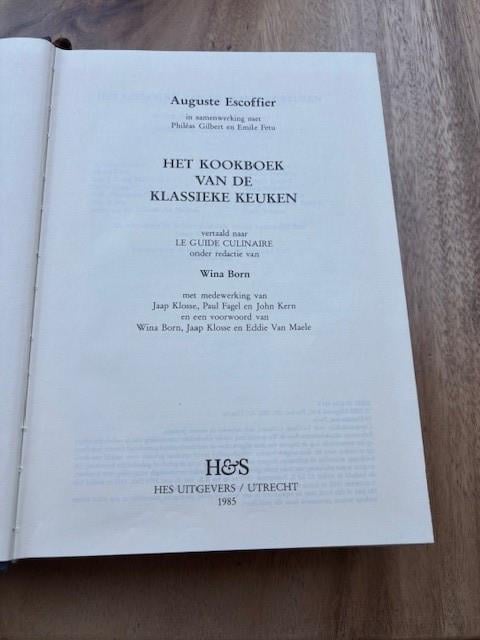 Auguste Escoffier
in samenwerking met
Philéas Gilbert en Emile Fetu
HET KOOKBOEK
VAN DE
KLASSIEKE KEUKEN
vertaald naar
LE GUIDE CULINAIRE
onder redactie van
Wina Born
met medewerking van
Jaap Klosse, Paul Fagel en John Kern
en een voorwoord van
Wina Born, Jaap Klosse en Eddie Van Maele
H&S
HES UITGEVERS / UTRECHT
1985